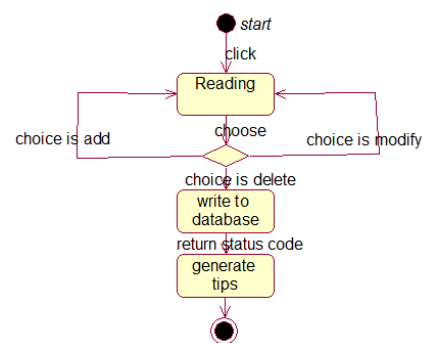 start
click
Reading
choose
choice is add
choice is modify
choice is delete
write to
database
return status code
generate
tips